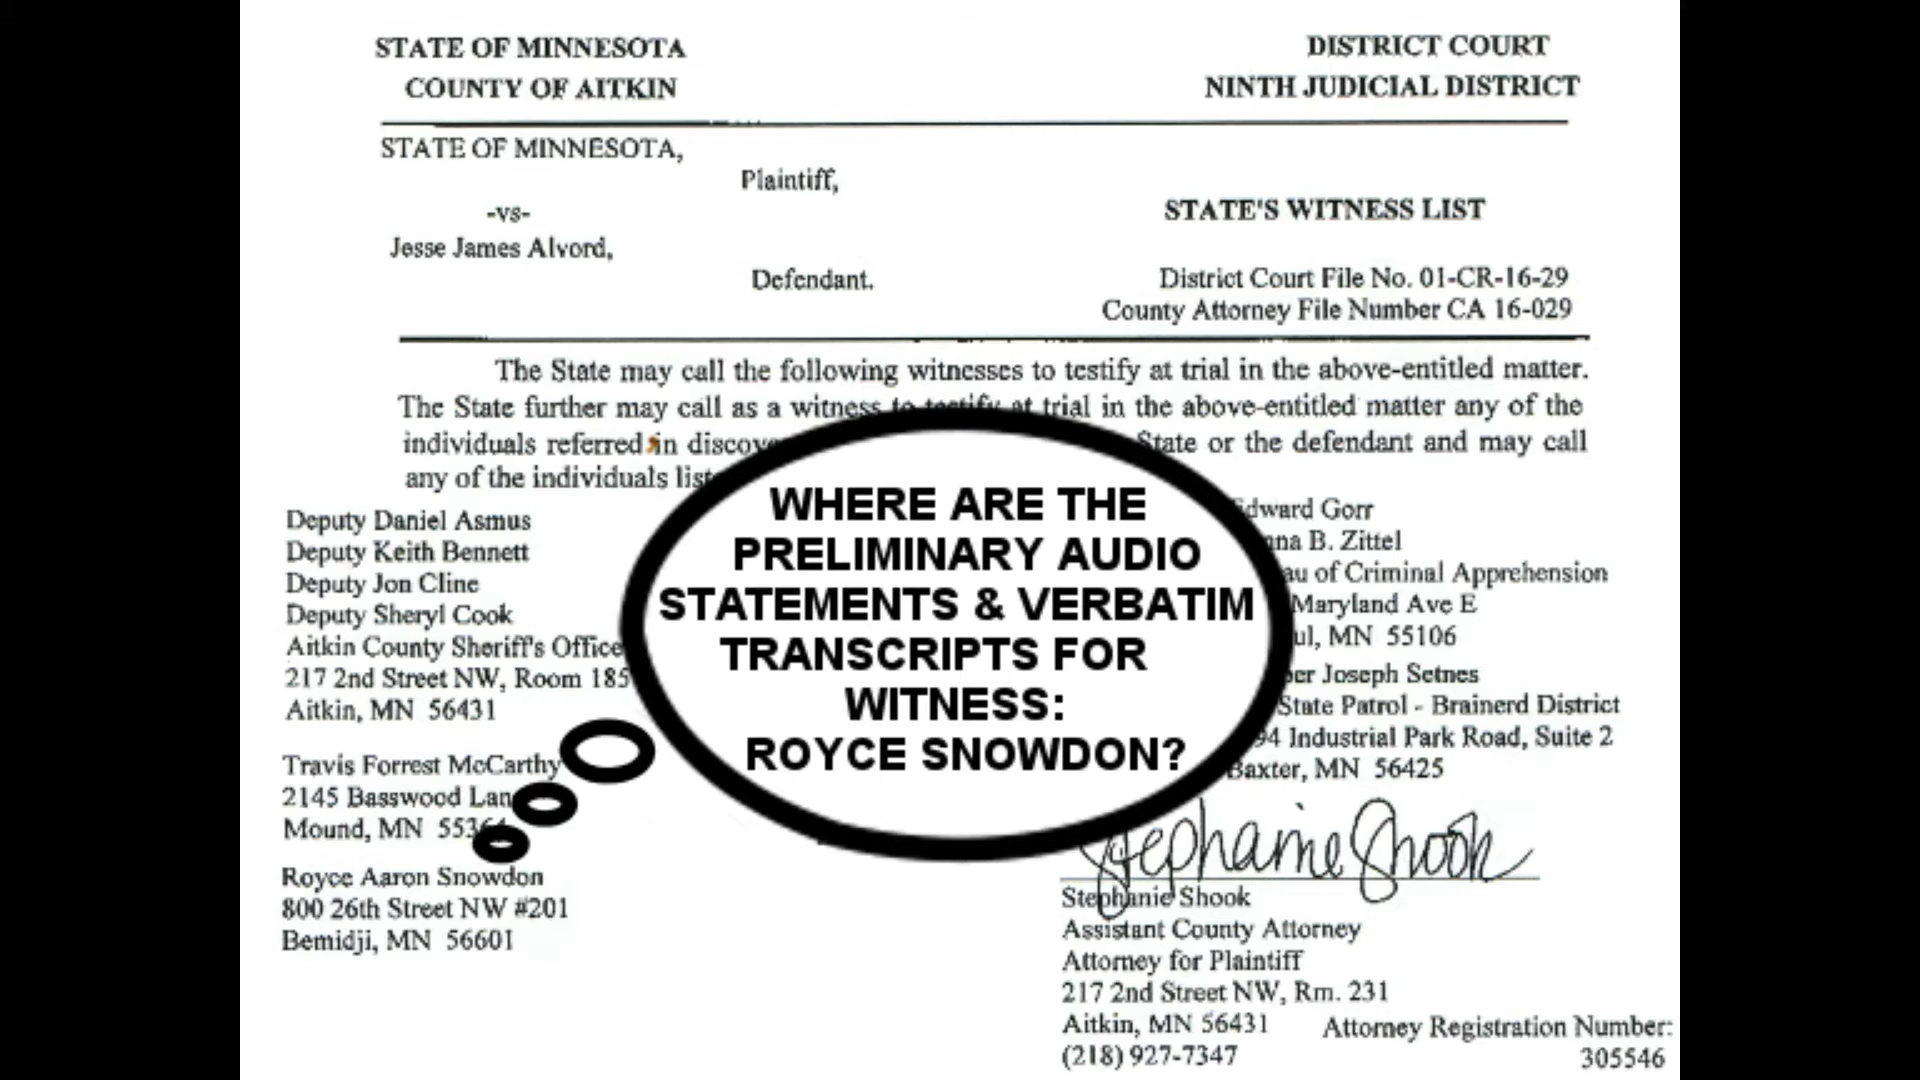 STATE OF MINNESOTA
COUNTY OF AITKIN
DISTRICT COURT
NINTH JUDICIAL DISTRICT
STATE OF MINNESOTA,
Plaintiff,
-vs-
Jesse James Alvord,
Defendant.
STATE'S WITNESS LIST
District Court File No. 01-CR-16-29
County Attorney File Number CA 16-029
The State may call the following witnesses to testify at trial in the above-entitled matter.
The State further may call as a witness to testify at trial in the above-entitled matter any of the
individuals referred in State or the defendant and may call
any of the individuals
Deputy Daniel Asmus
Deputy Keith Bennett
Deputy Jon Cline
Deputy Sheryl Cook
Aitkin County Sheriff's Office
217 2nd Street NW, Room 185
Aitkin, MN 56431
Travis Forrest McCarthy
2145 Basswood
Mound, MN
Royce Aaron Snowdon
800 26th Street NW #201
Bemidji, MN 56601
WHERE ARE THE
PRELIMINARY AUDIO
STATEMENTS & VERBATIM
TRANSCRIPTS FOR
WITNESS:
ROYCE SNOWDON?
Gorr
B. Zittel
of Criminal Apprehension
Maryland Ave E
MN 55106
Joseph Setnes
State Patrol - Brainerd District
Industrial Park Road, Suite 2
Baxter, MN 56425
Stephanie Shook
Stephanie Shook
Assistant County Attorney
Attorney for Plaintiff
217 2nd Street NW, Rm. 231
Aitkin, MN 56431
(218) 927-7347
Attorney Registration Number:
305546